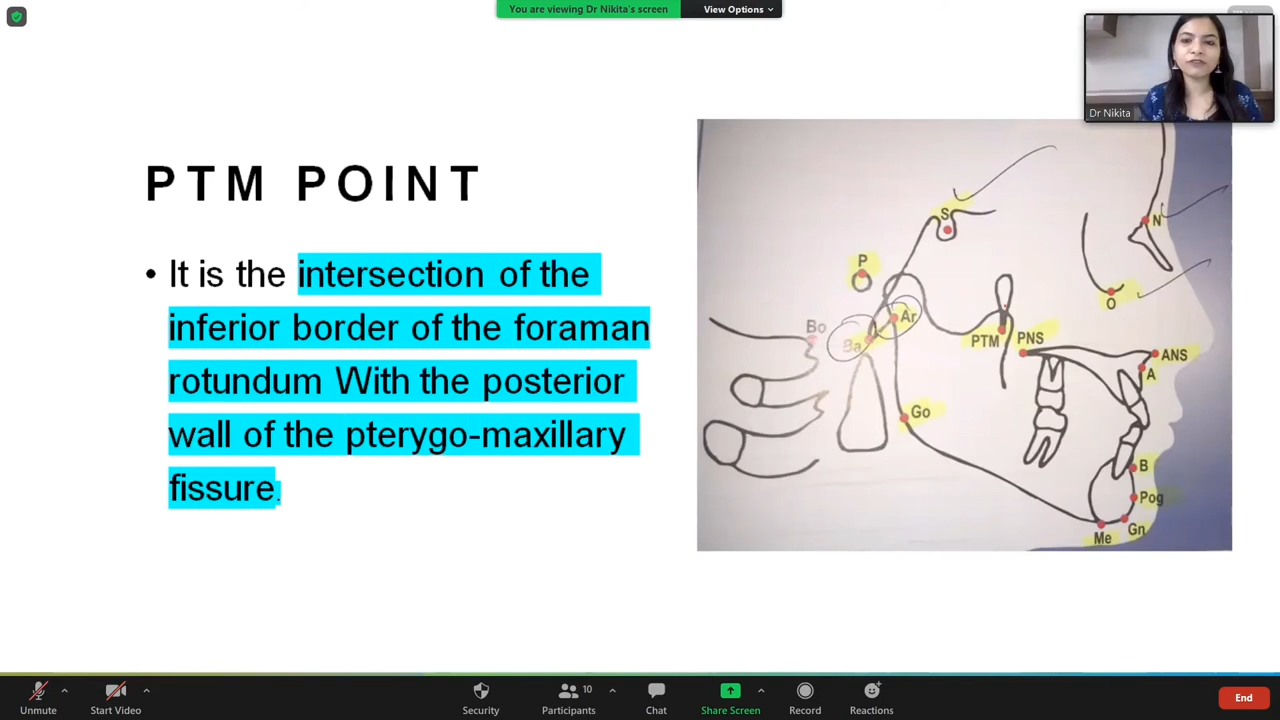 You are viewing Dr Nikita's screen
View Options
Dr Nikita
PTM POINT
• It is the intersection of the
inferior border of the foraman
rotundum With the posterior
wall of the pterygo-maxillary
fissure.
S
N
P
O
Ar
Bo
Ba
PTM
PNS
ANS
A
Go
B
Pog
Gn
Me
Unmute
Start Video
Security
Participants
10
Chat
Share Screen
Record
Reactions
End